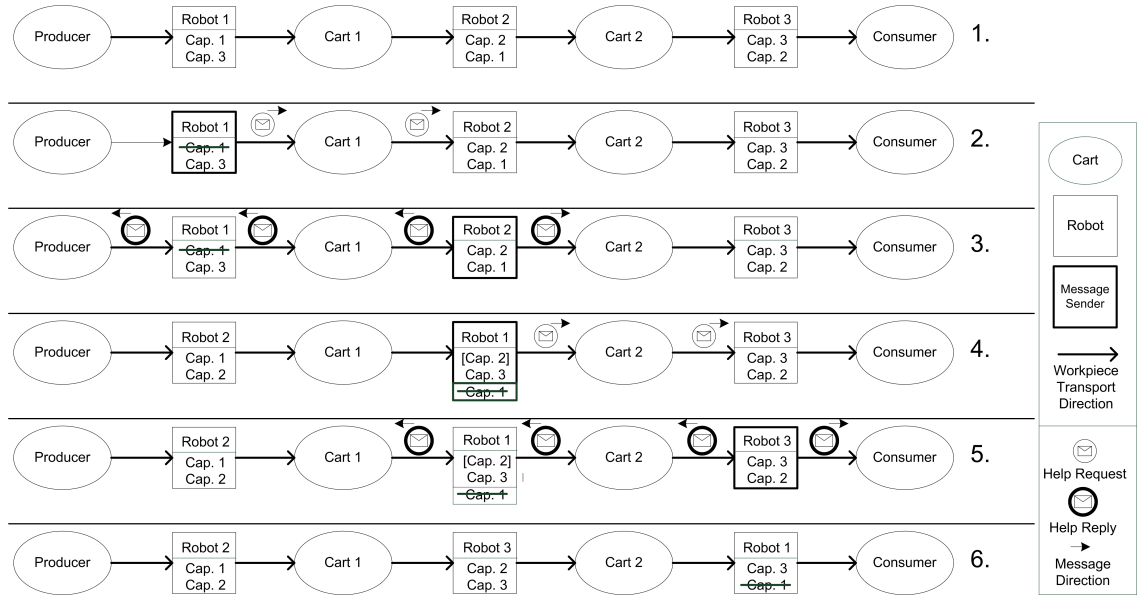 Producer
Robot 1
Cap. 1
Cap. 3
Cart 1
Robot 2
Cap. 2
Cap. 1
Cart 2
Robot 3
Cap. 3
Cap. 2
Consumer
1.
Producer
Robot 1
Cap. 1
Cap. 3
Cart 1
Robot 2
Cap. 2
Cap. 1
Cart 2
Robot 3
Cap. 3
Cap. 2
Consumer
2.
Producer
Robot 1
Cap. 1
Cap. 3
Cart 1
Robot 2
Cap. 2
Cap. 1
Cart 2
Robot 3
Cap. 3
Cap. 2
Consumer
3.
Producer
Robot 2
Cap. 1
Cap. 2
Cart 1
Robot 1
[Cap. 2]
Cap. 3
Cap. 1
Cart 2
Robot 3
Cap. 3
Cap. 2
Consumer
4.
Producer
Robot 2
Cap. 1
Cap. 2
Cart 1
Robot 1
[Cap. 2]
Cap. 3
Cap. 1
Cart 2
Robot 3
Cap. 3
Cap. 2
Consumer
5.
Producer
Robot 2
Cap. 1
Cap. 2
Cart 1
Robot 3
Cap. 2
Cap. 3
Cart 2
Robot 1
Cap. 3
Cap. 1
Consumer
6.
Cart
Robot
Message
Sender
Workpiece
Transport
Direction
Help Request
Help Reply
Message
Direction